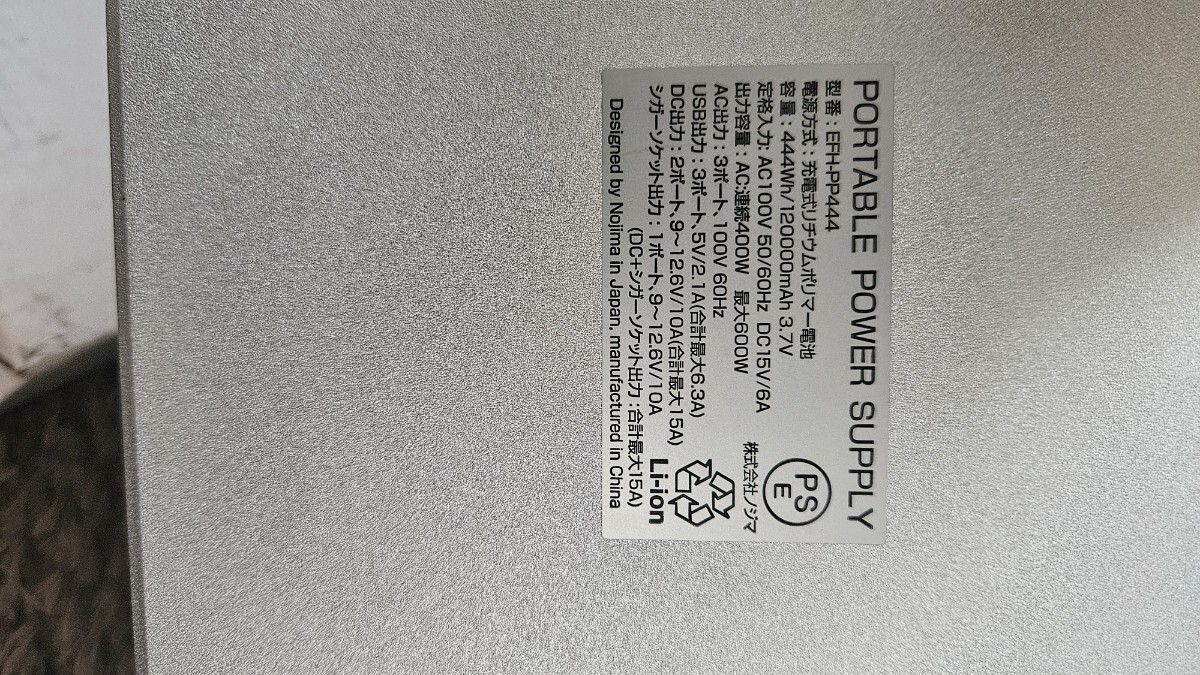 PORTABLE POWER SUPPLY
型番：EFH-PP444
電源方式：充電式リチウムポリマー電池
容量：444Wh/120000mAh 3.7V
定格入力：AC100V 50/60Hz DC15V/6A
出力容量：AC:連続400W 最大600W
AC出力：3ポート、100V 60Hz
USB出力：3ポート、5V/2.1A(合計最大6.3A)
DC出力：2ポート、9～12.6V/10A(合計最大15A)
シガーソケット出力：1ポート、9～12.6V/10A
(DC+シガーソケット出力：合計最大15A)
Designed by Nojima in Japan, manufactured in China
PS
E
株式会社ノジマ
Li-ion